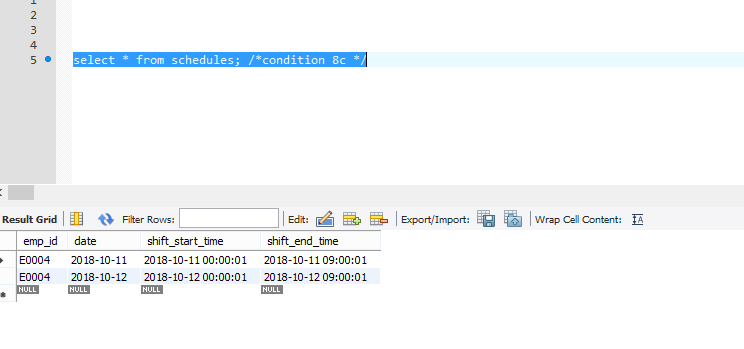 1
2
3
4
5 select * from schedules; /*condition 8c */
Result Grid Filter Rows: Edit: Export/Import: Wrap Cell Content:
emp_id date shift_start_time shift_end_time
E0004 2018-10-11 2018-10-11 00:00:01 2018-10-11 09:00:01
E0004 2018-10-12 2018-10-12 00:00:01 2018-10-12 09:00:01
NULL NULL NULL NULL